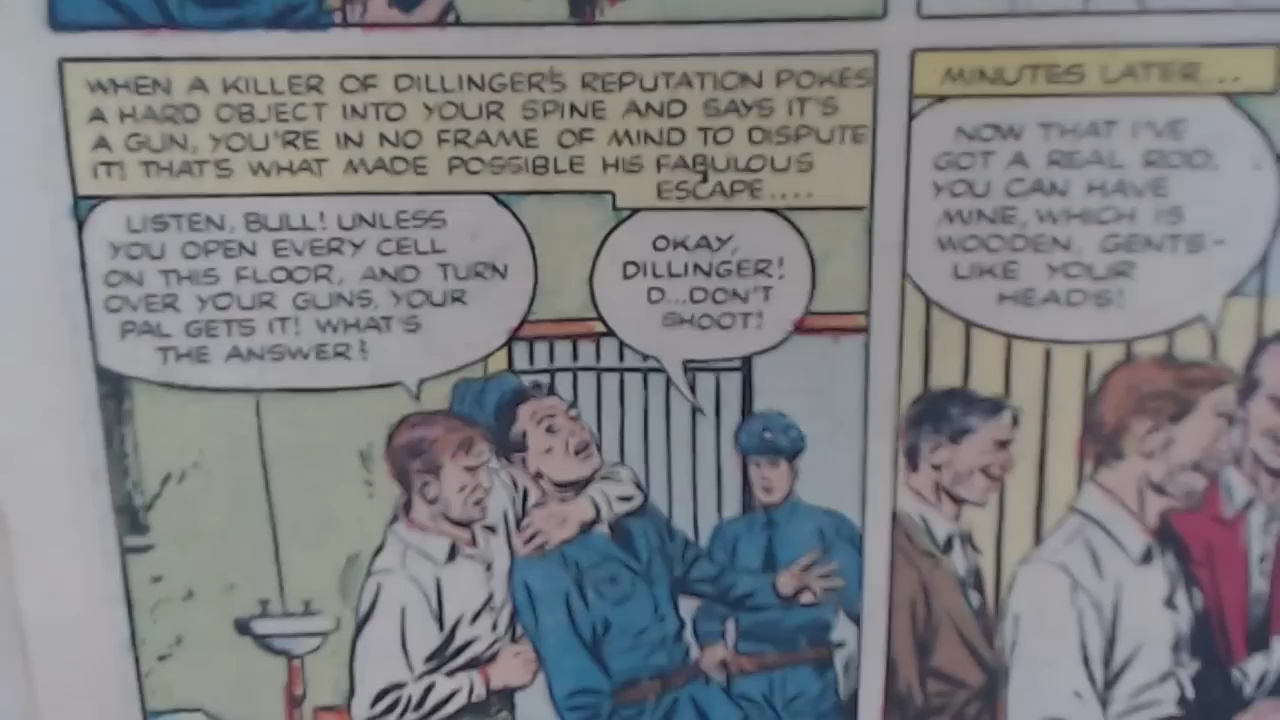 WHEN A KILLER OF DILLINGER'S REPUTATION POKES
A HARD OBJECT INTO YOUR SPINE AND SAYS IT'S
A GUN, YOU'RE IN NO FRAME OF MIND TO DISPUTE
IT! THAT'S WHAT MADE POSSIBLE HIS FABULOUS
ESCAPE....
LISTEN, BULL! UNLESS
YOU OPEN EVERY CELL
ON THIS FLOOR, AND TURN
OVER YOUR GUNS, YOUR
PAL GETS IT! WHAT'S
THE ANSWER?
OKAY,
DILLINGER!
D...DON'T
SHOOT!
MINUTES LATER...
NOW THAT I'VE
GOT A REAL ROD,
YOU CAN HAVE
MINE, WHICH IS
WOODEN, GENTS-
LIKE YOUR
HEADS!